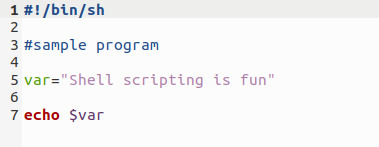 1 #!/bin/sh
2
3 #sample program
4
5 var="Shell scripting is fun"
6
7 echo $var